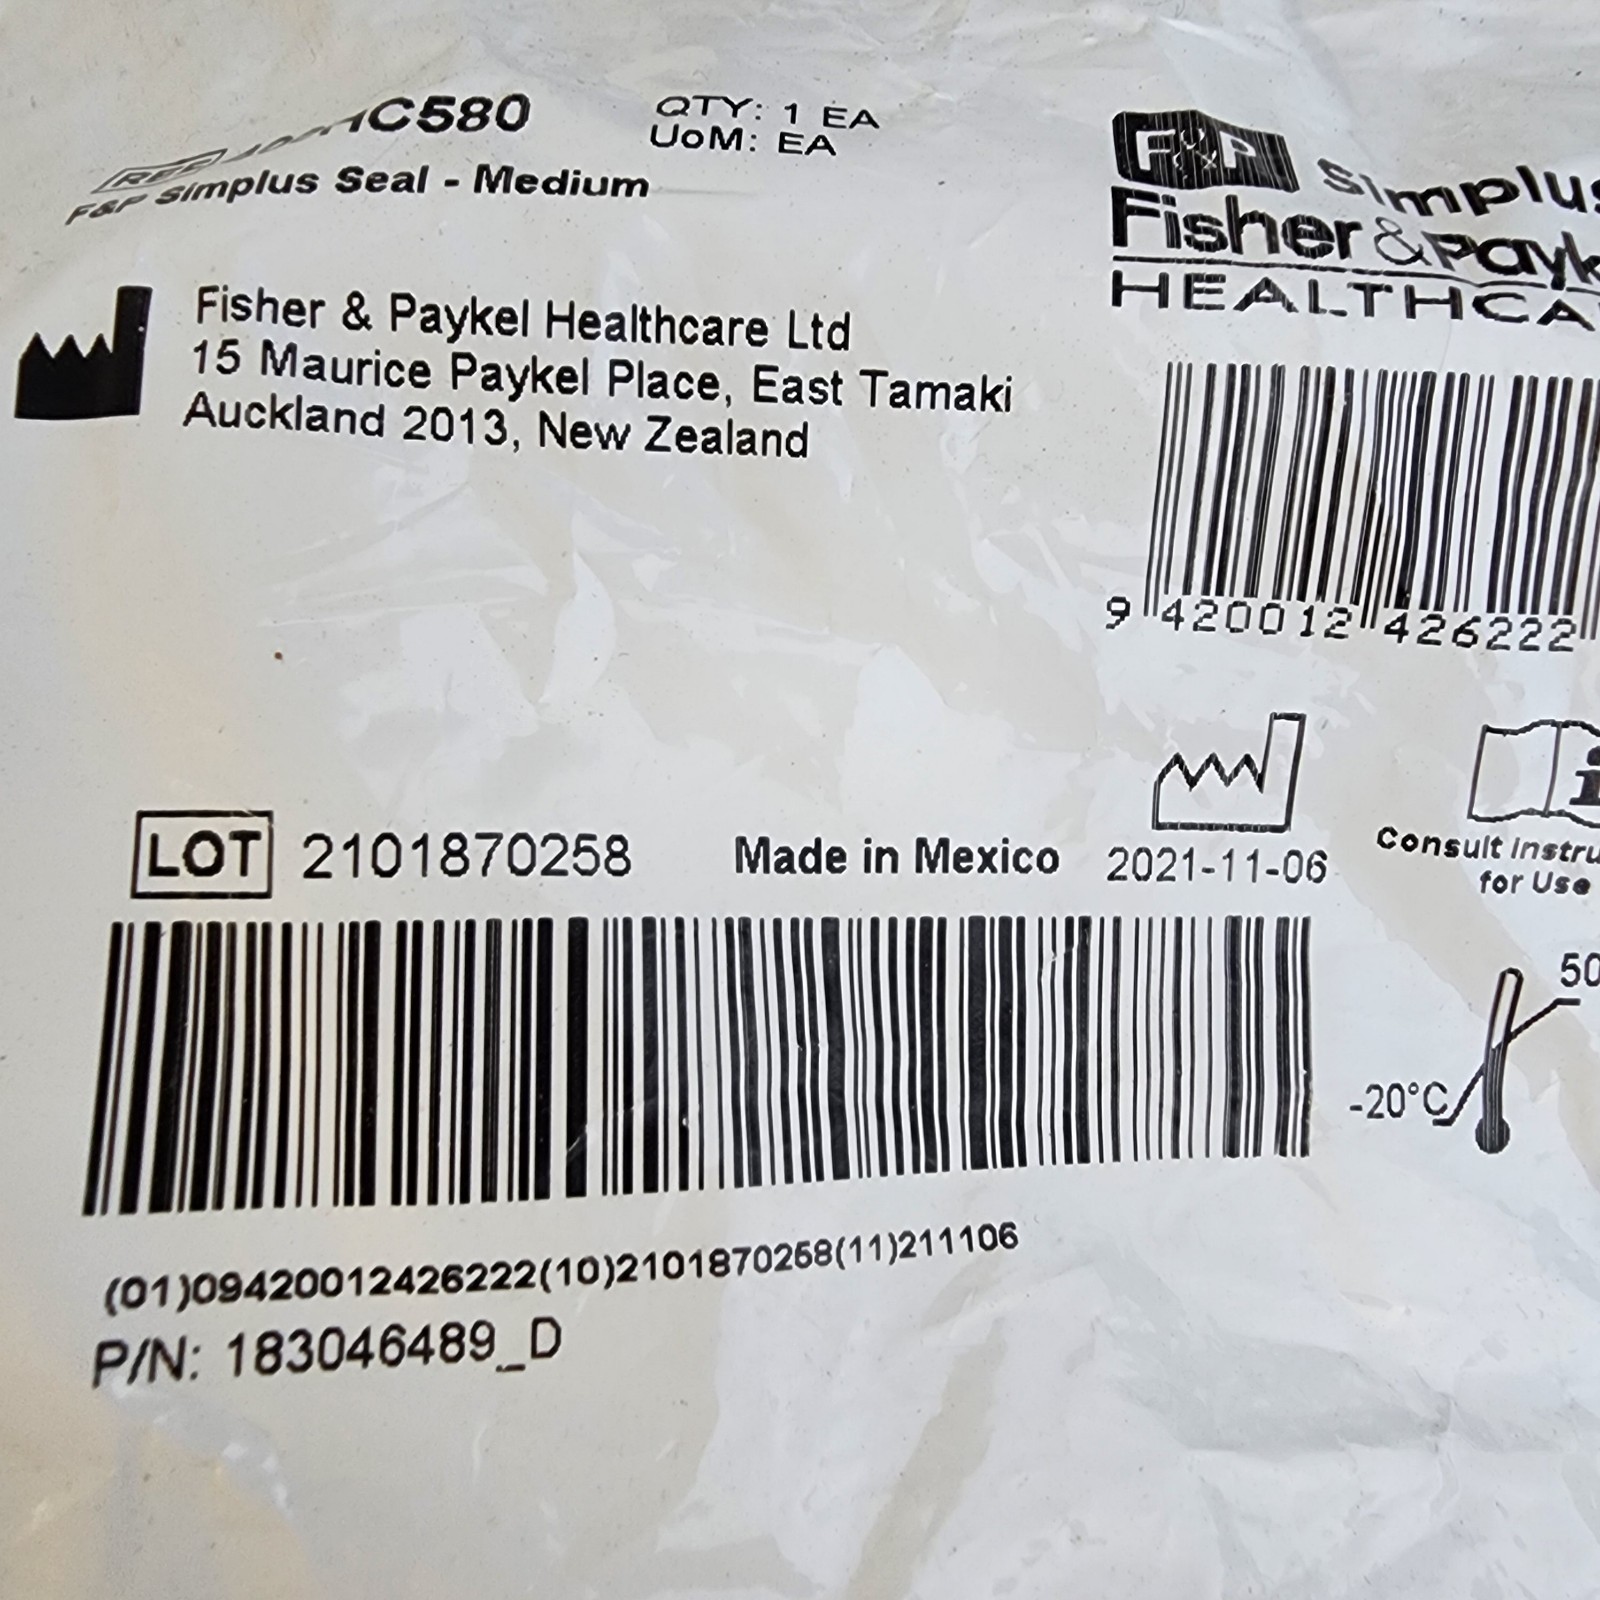 REF HC580
QTY: 1 EA
UoM: EA
F&P Simplus Seal - Medium
F&P Simplus
Fisher & Payk
HEALTHCA
Fisher & Paykel Healthcare Ltd
15 Maurice Paykel Place, East Tamaki
Auckland 2013, New Zealand
9 420012 426222
LOT 2101870258
Made in Mexico
2021-11-06
Consult Instru
for Use
50
-20°C
(01)09420012426222(10)2101870258(11)211106
P/N: 183046489_D